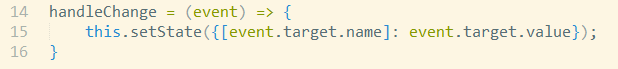 14 handleChange = (event) => {
15     this.setState({[event.target.name]: event.target.value});
16 }